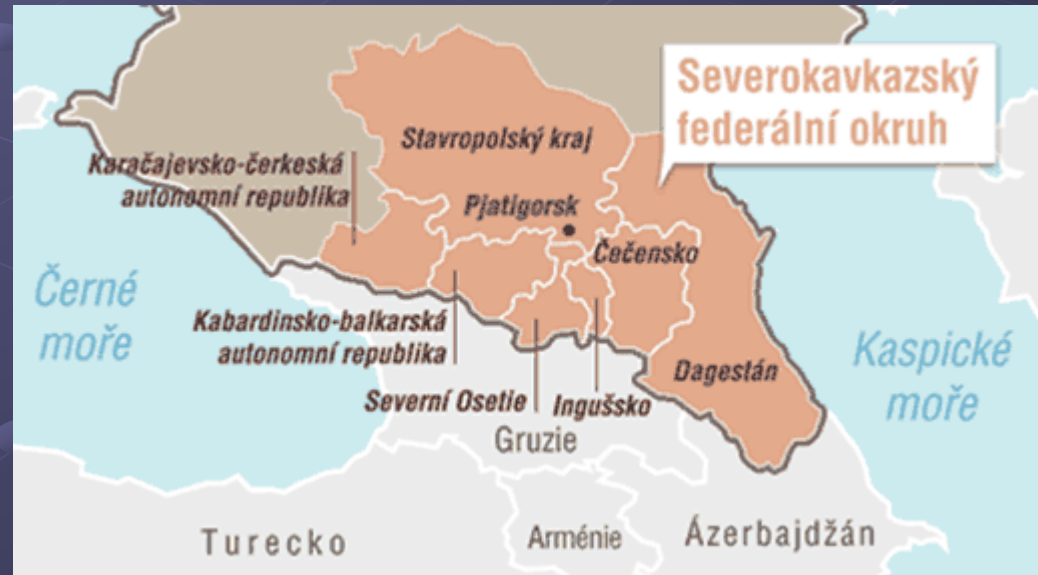 Severokavkazský
federální okruh
Stavropolský kraj
Karačajevsko-čerkeská
autonomní republika
Pjatigorsk
Čečensko
Černé
moře
Kabardinsko-balkarská
autonomní republika
Kaspické
moře
Dagestán
Severní Osetie
Ingušsko
Gruzie
Turecko
Arménie
Ázerbajdžán